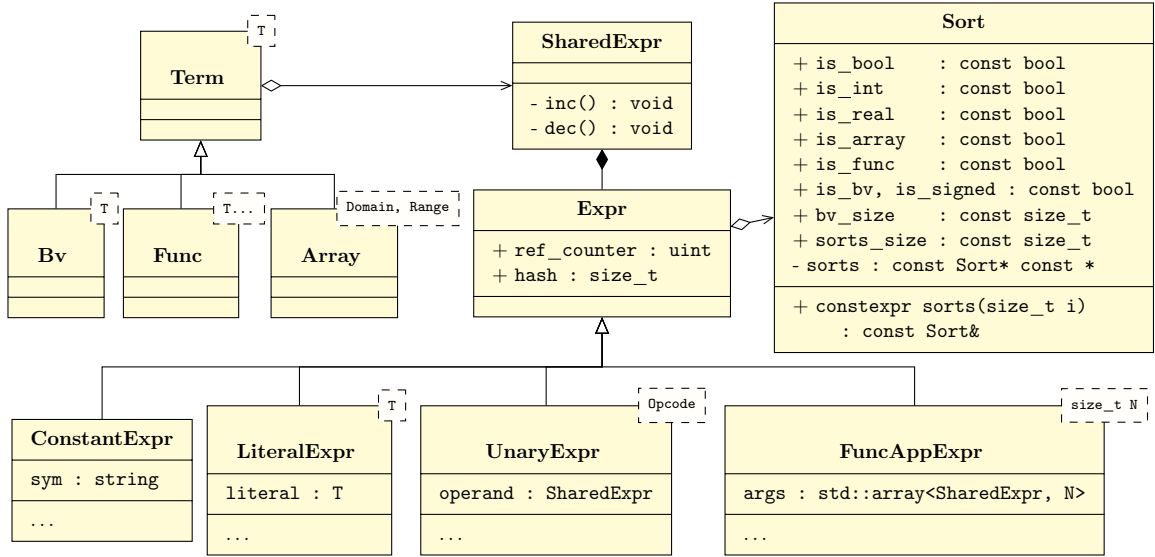 T
Term
SharedExpr
- inc() : void
- dec() : void
Sort
+ is_bool    : const bool
+ is_int     : const bool
+ is_real    : const bool
+ is_array   : const bool
+ is_func    : const bool
+ is_bv, is_signed : const bool
+ bv_size    : const size_t
+ sorts_size : const size_t
- sorts : const Sort* const *
+ constexpr sorts(size_t i)
: const Sort&
T
Bv
T...
Func
Domain, Range
Array
Expr
+ ref_counter : uint
+ hash : size_t
ConstantExpr
sym : string
...
T
LiteralExpr
literal : T
...
Opcode
UnaryExpr
operand : SharedExpr
...
size_t N
FuncAppExpr
args : std::array<SharedExpr, N>
...